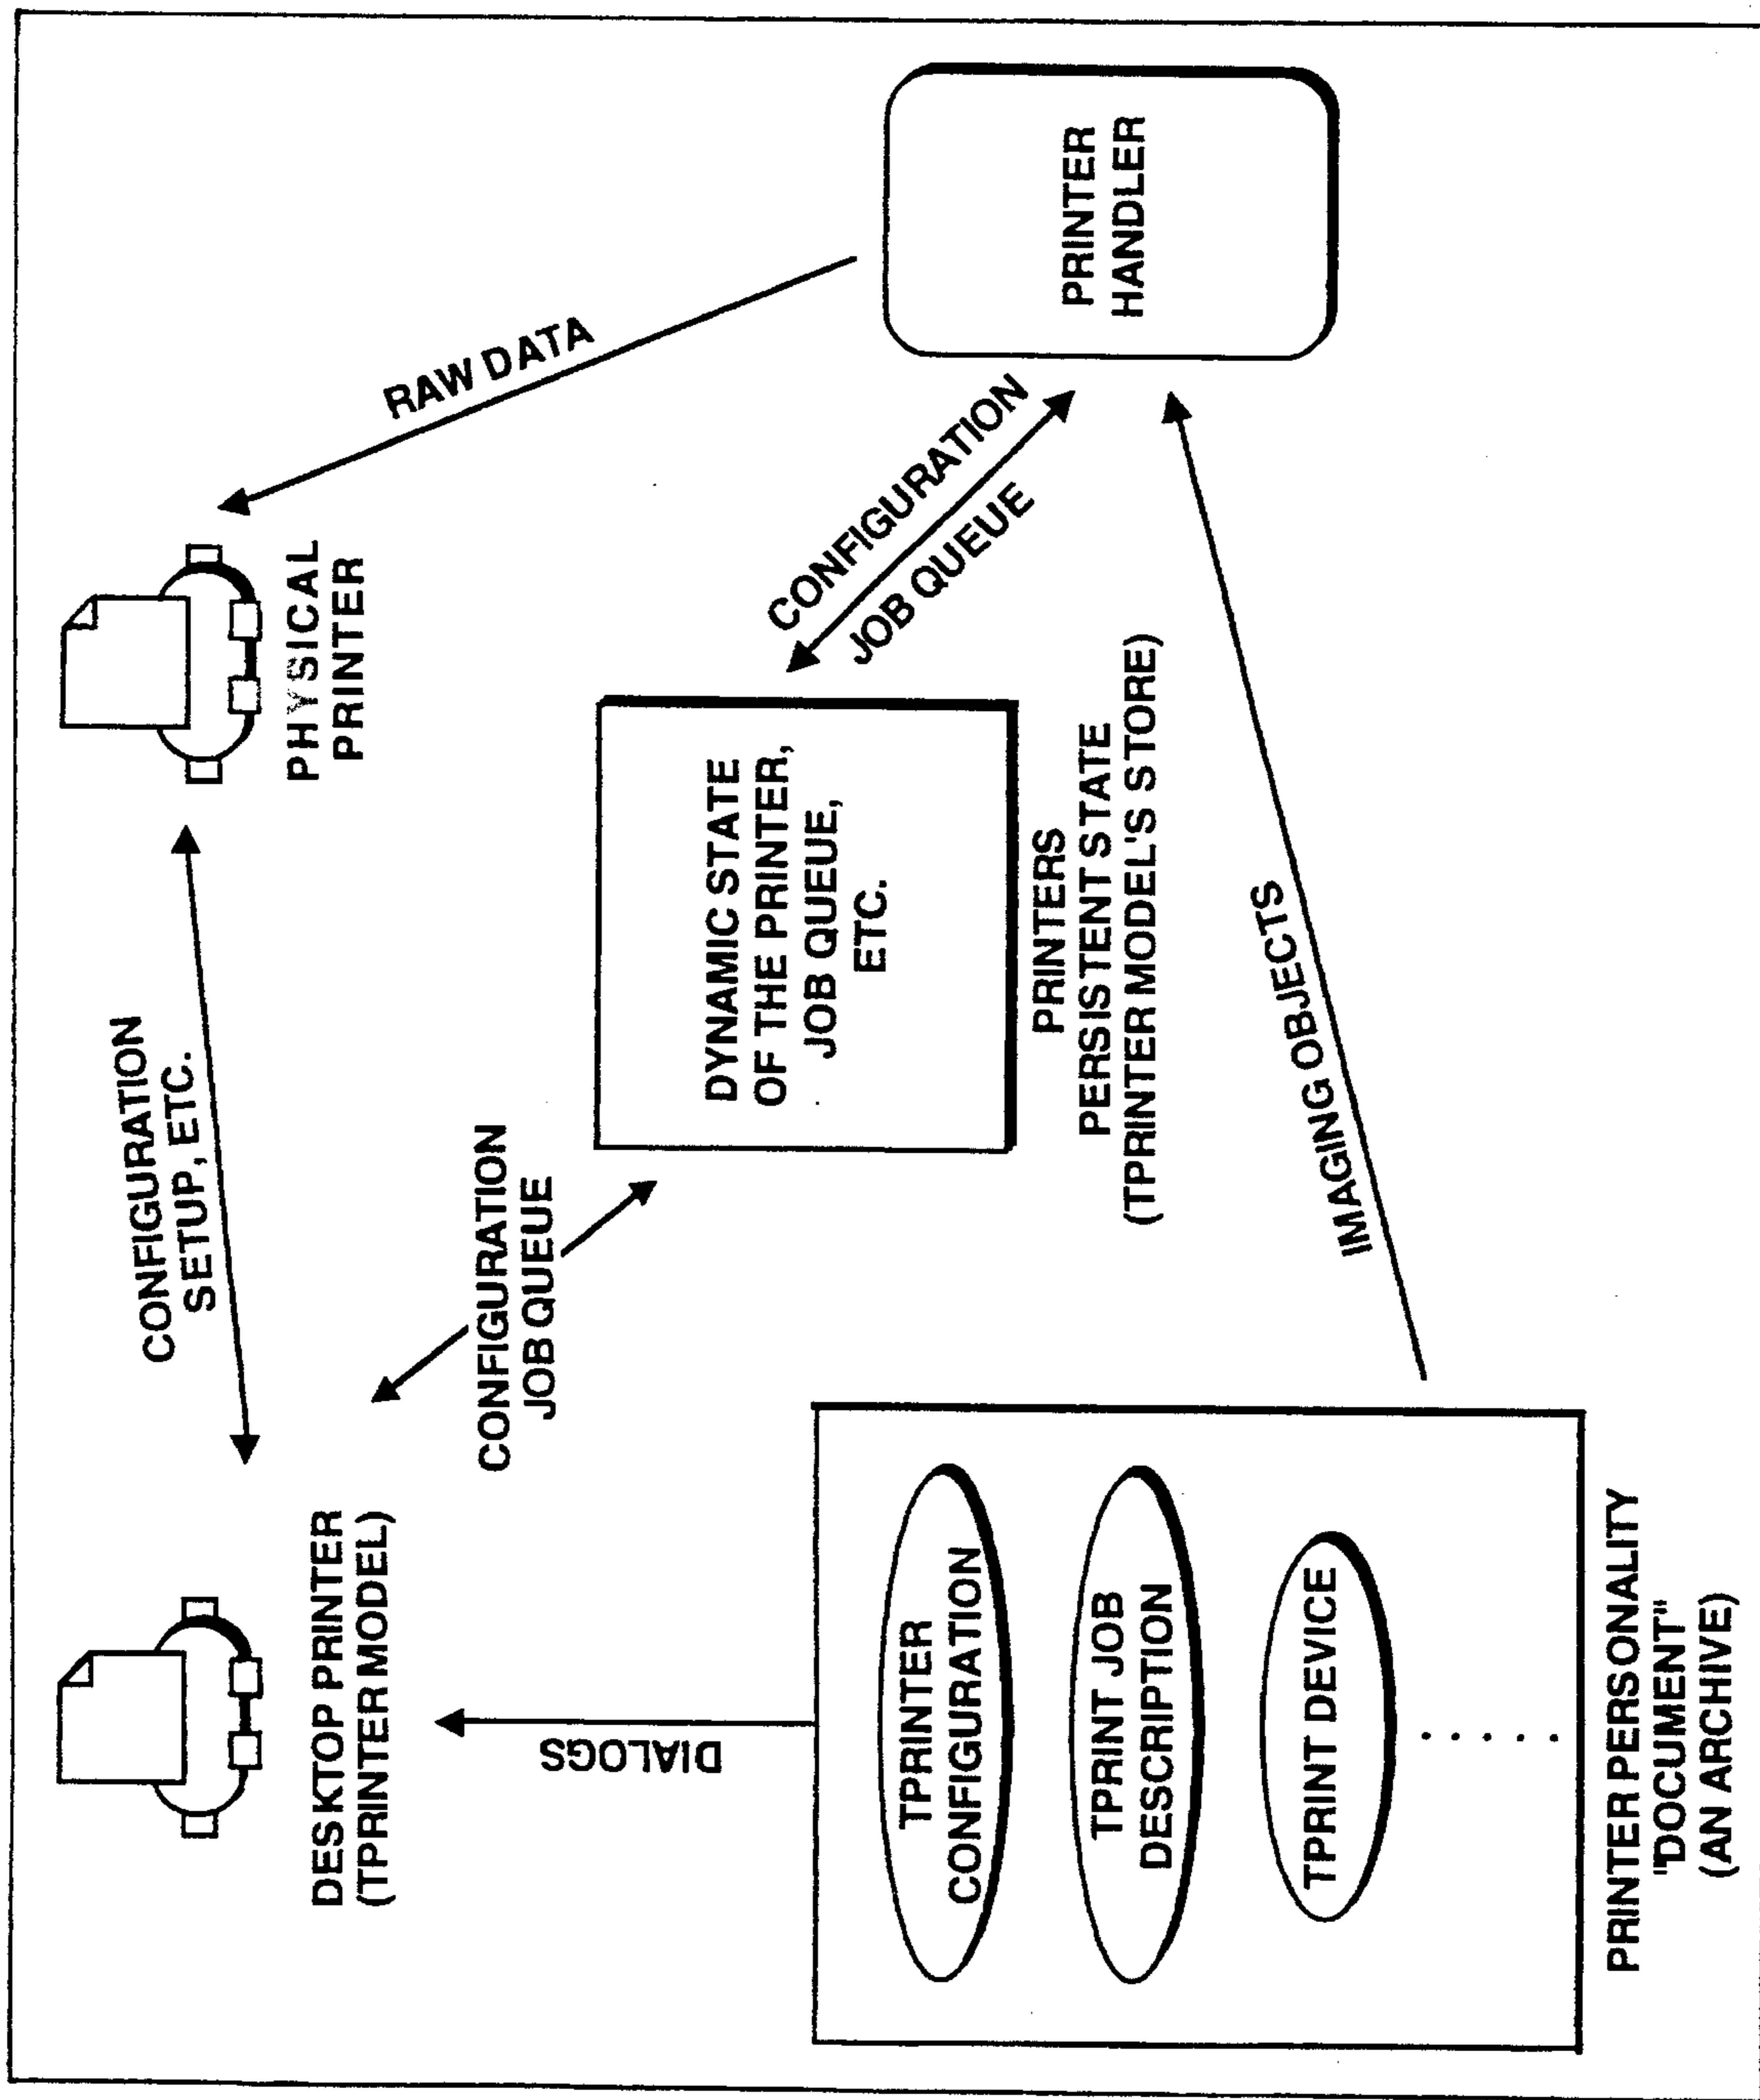 DESKTOP PRINTER
(TPRINTER MODEL)
CONFIGURATION
SETUP, ETC.
PHYSICAL
PRINTER
RAW DATA
DIALOGS
CONFIGURATION
JOB QUEUE
DYNAMIC STATE
OF THE PRINTER,
JOB QUEUE,
ETC.
PRINTERS
PERSISTENT STATE
(TPRINTER MODEL'S STORE)
CONFIGURATION
JOB QUEUE
PRINTER
HANDLER
TPRINTER
CONFIGURATION
TPRINT JOB
DESCRIPTION
TPRINT DEVICE
. . . . .
IMAGING OBJECTS
PRINTER PERSONALITY
"DOCUMENT"
(AN ARCHIVE)